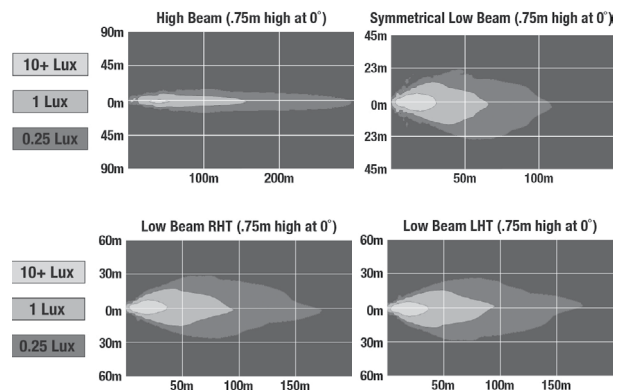 High Beam (.75m high at 0°)
90m
45m
0m
45m
90m
100m
200m
Symmetrical Low Beam (.75m high at 0°)
45m
23m
0m
23m
45m
50m
100m
10+ Lux
1 Lux
0.25 Lux
Low Beam RHT (.75m high at 0°)
60m
30m
0m
30m
60m
50m
100m
150m
Low Beam LHT (.75m high at 0°)
60m
30m
0m
30m
60m
50m
100m
150m
10+ Lux
1 Lux
0.25 Lux